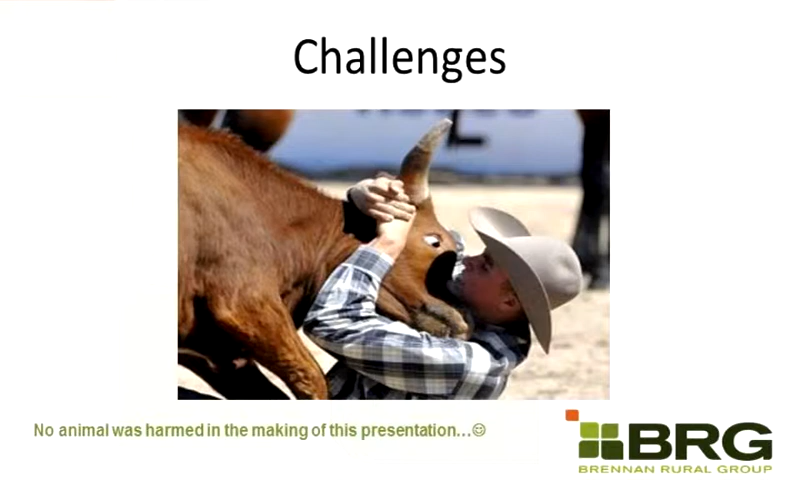 Challenges
No animal was harmed in the making of this presentation...☺
BRG
BRENNAN RURAL GROUP